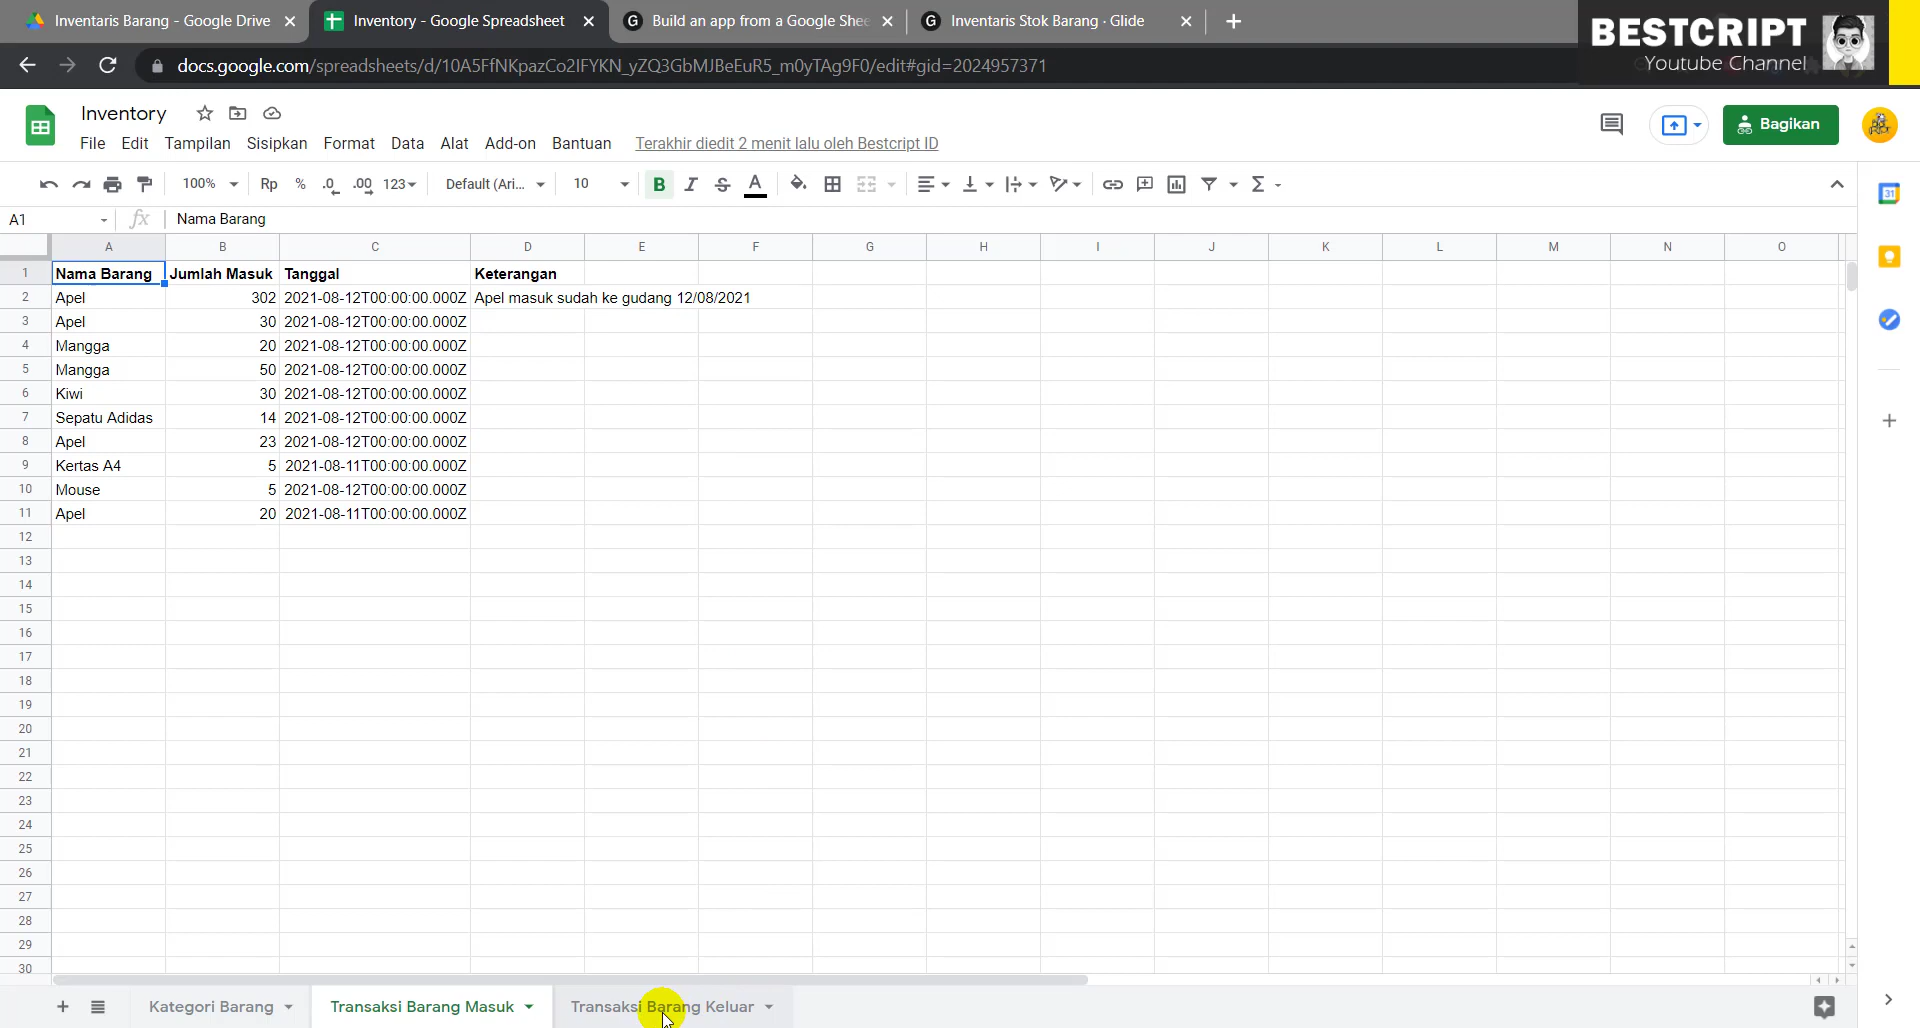 Inventaris Barang - Google Drive
Inventory - Google Spreadsheet
Build an app from a Google Shee
Inventaris Stok Barang · Glide
BESTCRIPT
Youtube Channel
docs.google.com/spreadsheets/d/10A5FfNKpazCo2IFYKN_yZQ3GbMJBeEuR5_m0yTAg9F0/edit#gid=2024957371
Inventory
File Edit Tampilan Sisipkan Format Data Alat Add-on Bantuan Terakhir diedit 2 menit lalu oleh Bestcript ID
Bagikan
100% Rp % .0 .00 123 Default (Ari... 10 B I S A Σ
31
A1 fx Nama Barang
A B C D E F G H I J K L M N O
1 Nama Barang Jumlah Masuk Tanggal Keterangan
2 Apel 302 2021-08-12T00:00:00.000Z Apel masuk sudah ke gudang 12/08/2021
3 Apel 30 2021-08-12T00:00:00.000Z
4 Mangga 20 2021-08-12T00:00:00.000Z
5 Mangga 50 2021-08-12T00:00:00.000Z
6 Kiwi 30 2021-08-12T00:00:00.000Z
7 Sepatu Adidas 14 2021-08-12T00:00:00.000Z
8 Apel 23 2021-08-12T00:00:00.000Z
9 Kertas A4 5 2021-08-11T00:00:00.000Z
10 Mouse 5 2021-08-12T00:00:00.000Z
11 Apel 20 2021-08-11T00:00:00.000Z
12
13
14
15
16
17
18
19
20
21
22
23
24
25
26
27
28
29
30
Kategori Barang Transaksi Barang Masuk Transaksi Barang Keluar